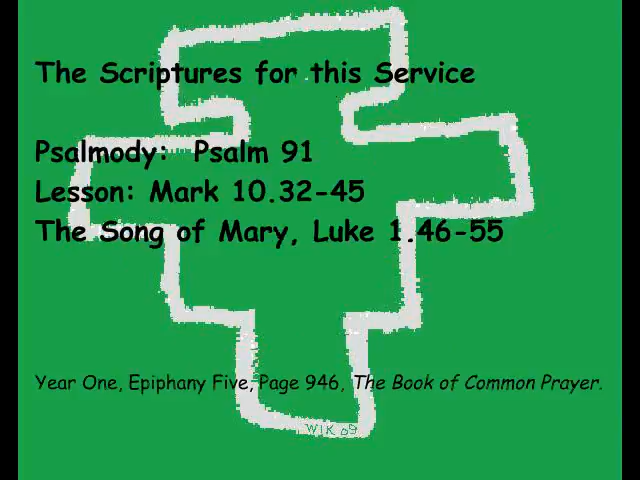 The Scriptures for this Service
Psalmody: Psalm 91
Lesson: Mark 10.32-45
The Song of Mary, Luke 1.46-55
Year One, Epiphany Five, Page 946, The Book of Common Prayer.
WIK 09